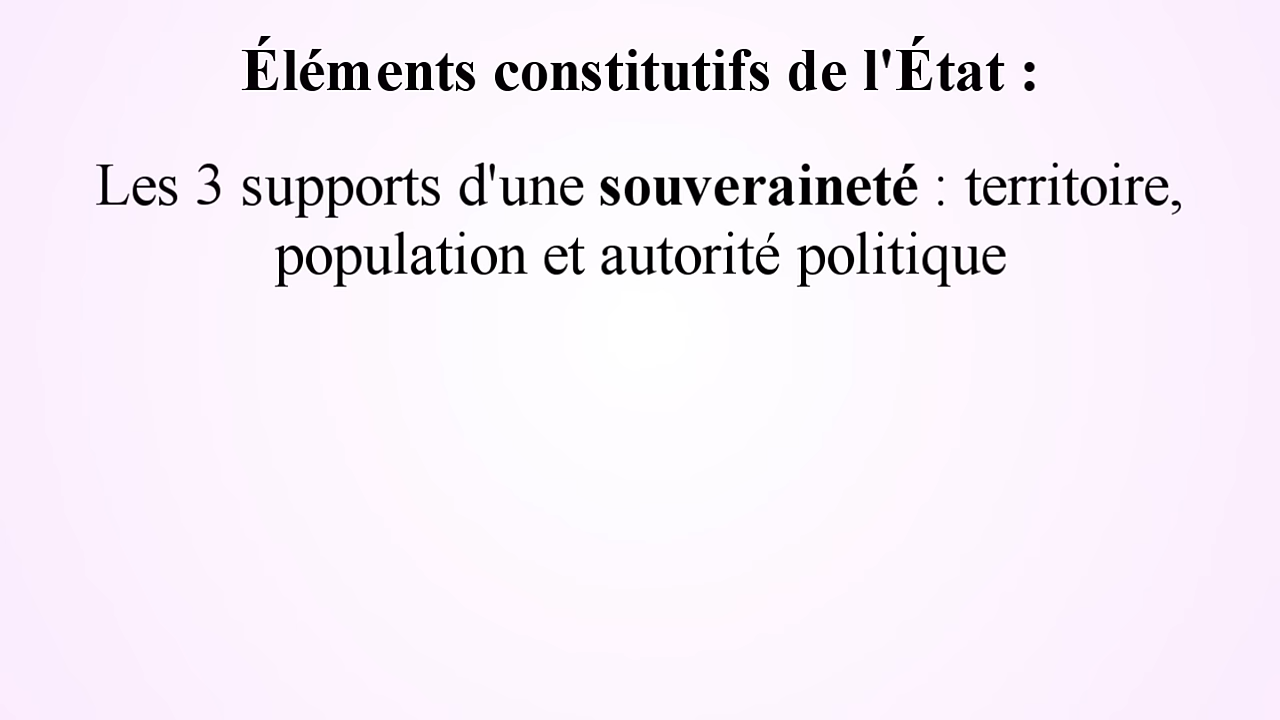 Éléments constitutifs de l'État :
Les 3 supports d'une souveraineté : territoire,
population et autorité politique